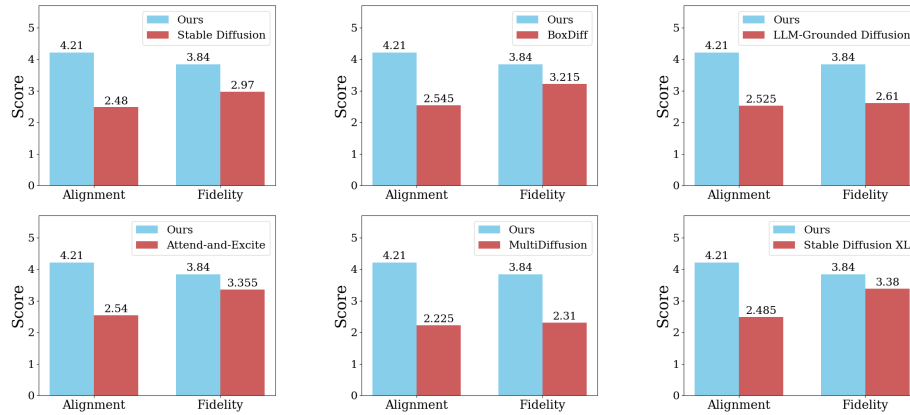 5
4
3
2
1
0
Score
Ours
Stable Diffusion
4.21
2.48
3.84
2.97
Alignment
Fidelity
5
4
3
2
1
0
Score
Ours
BoxDiff
4.21
2.545
3.84
3.215
Alignment
Fidelity
5
4
3
2
1
0
Score
Ours
LLM-Grounded Diffusion
4.21
2.525
3.84
2.61
Alignment
Fidelity
5
4
3
2
1
0
Score
Ours
Attend-and-Excite
4.21
2.54
3.84
3.355
Alignment
Fidelity
5
4
3
2
1
0
Score
Ours
MultiDiffusion
4.21
2.225
3.84
2.31
Alignment
Fidelity
5
4
3
2
1
0
Score
Ours
Stable Diffusion XL
4.21
2.485
3.84
3.38
Alignment
Fidelity